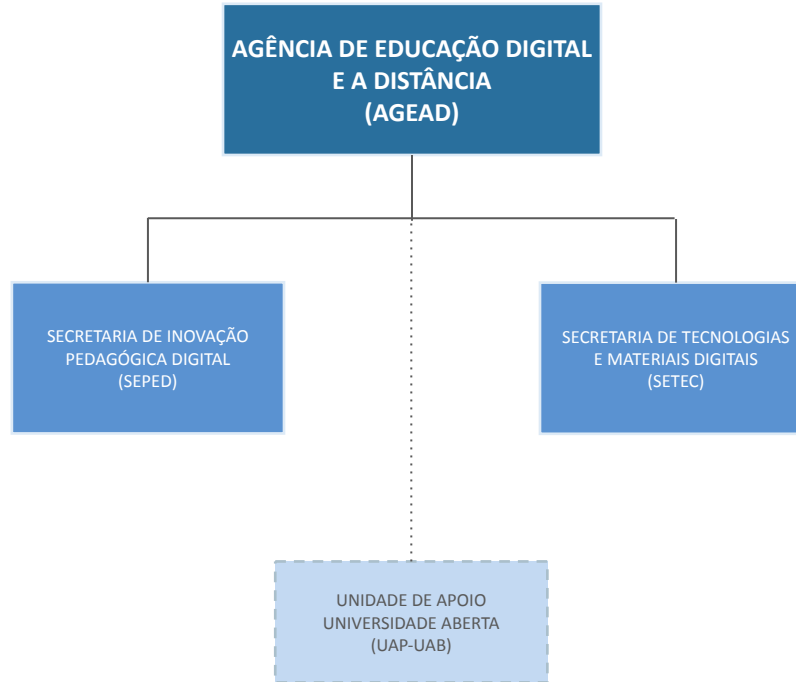 AGÊNCIA DE EDUCAÇÃO DIGITAL
E A DISTÂNCIA
(AGEAD)
SECRETARIA DE INOVAÇÃO
PEDAGÓGICA DIGITAL
(SEPED)
SECRETARIA DE TECNOLOGIAS
E MATERIAIS DIGITAIS
(SETEC)
UNIDADE DE APOIO
UNIVERSIDADE ABERTA
(UAP-UAB)